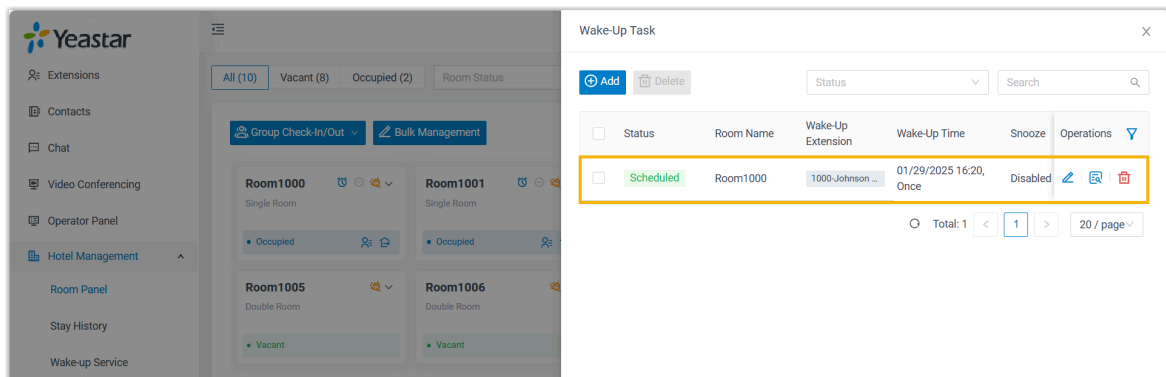 Yeastar
Extensions
Contacts
Chat
Video Conferencing
Operator Panel
Hotel Management
Room Panel
Stay History
Wake-up Service
All (10) Vacant (8) Occupied (2) Room Status
Group Check-In/Out Bulk Management
Room1000 Room1001
Single Room Single Room
Occupied Occupied
Room1005 Room1006
Double Room Double Room
Vacant Vacant
Wake-Up Task
Add Delete Status Search
Status Room Name Wake-Up Extension Wake-Up Time Snooze Operations
Scheduled Room1000 1000-Johnson ... 01/29/2025 16:20, Once Disabled
Total: 1 < 1 > 20 / page